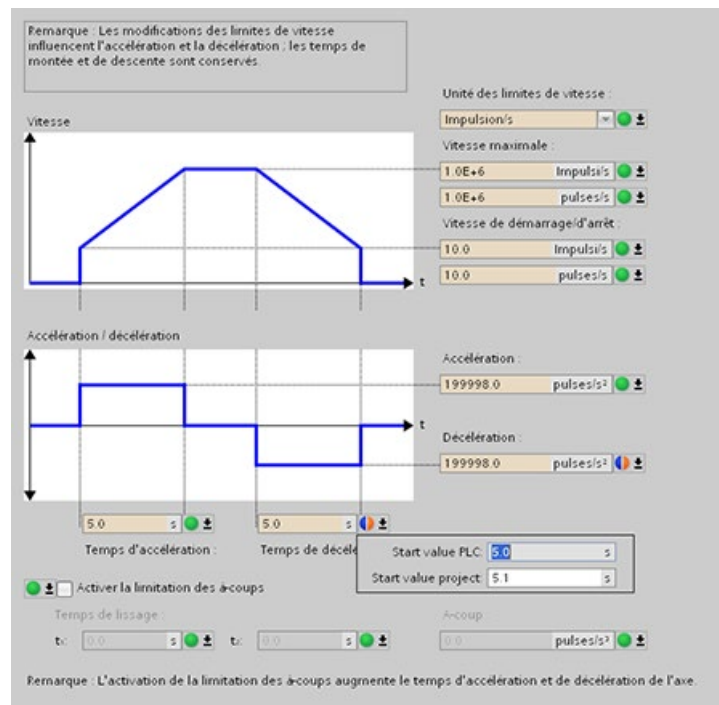 Remarque : Les modifications des limites de vitesse
influencent l'accélération et la décélération ; les temps de
montée et de descente sont conservés.
Unité des limites de vitesse :
Vitesse
Impulsion/s
Vitesse maximale :
1.0E+6 Impulsi/s
1.0E+6 pulses/s
Vitesse de démarrage/d'arrêt :
10.0 Impulsi/s
t
10.0 pulses/s
Accélération / décélération
Accélération :
199998.0 pulses/s²
t
Décélération :
199998.0 pulses/s²
5.0 s 5.0 s
Temps d'accélération : Temps de décélé
Start value PLC: 5.0 s
Start value project: 5.1 s
Activer la limitation des à-coups
Temps de lissage : A-coup
t₁: 0.0 s t₂: 0.0 s 0.0 pulses/s³
Remarque : L'activation de la limitation des à-coups augmente le temps d'accélération et de décélération de l'axe.